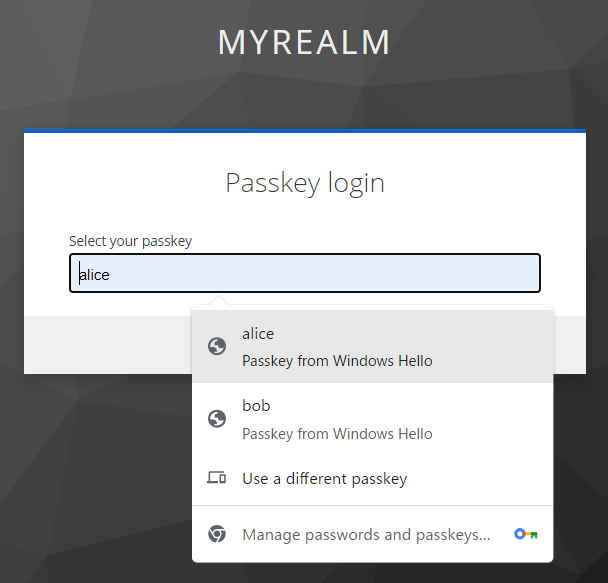 MYREALM
Passkey login
Select your passkey
alice
alice
Passkey from Windows Hello
bob
Passkey from Windows Hello
Use a different passkey
Manage passwords and passkeys...